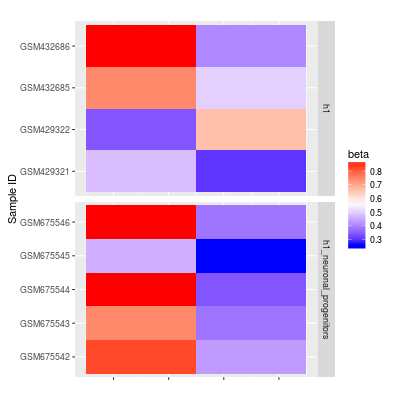 GSM432686
GSM432685
GSM429322
GSM429321
h1
GSM675546
GSM675545
GSM675544
GSM675543
GSM675542
h1_neuronal_progenitors
Sample ID
beta
0.8
0.7
0.6
0.5
0.4
0.3